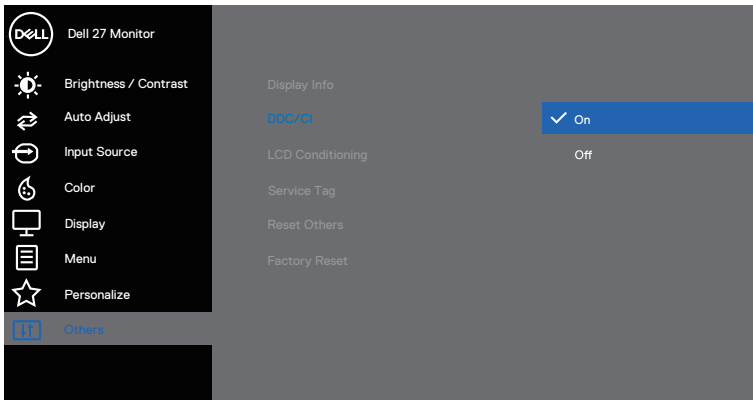 DELL
Dell 27 Monitor
Brightness / Contrast
Auto Adjust
Input Source
Color
Display
Menu
Personalize
Others
Display Info
DDC/CI
LCD Conditioning
Service Tag
Reset Others
Factory Reset
On
Off